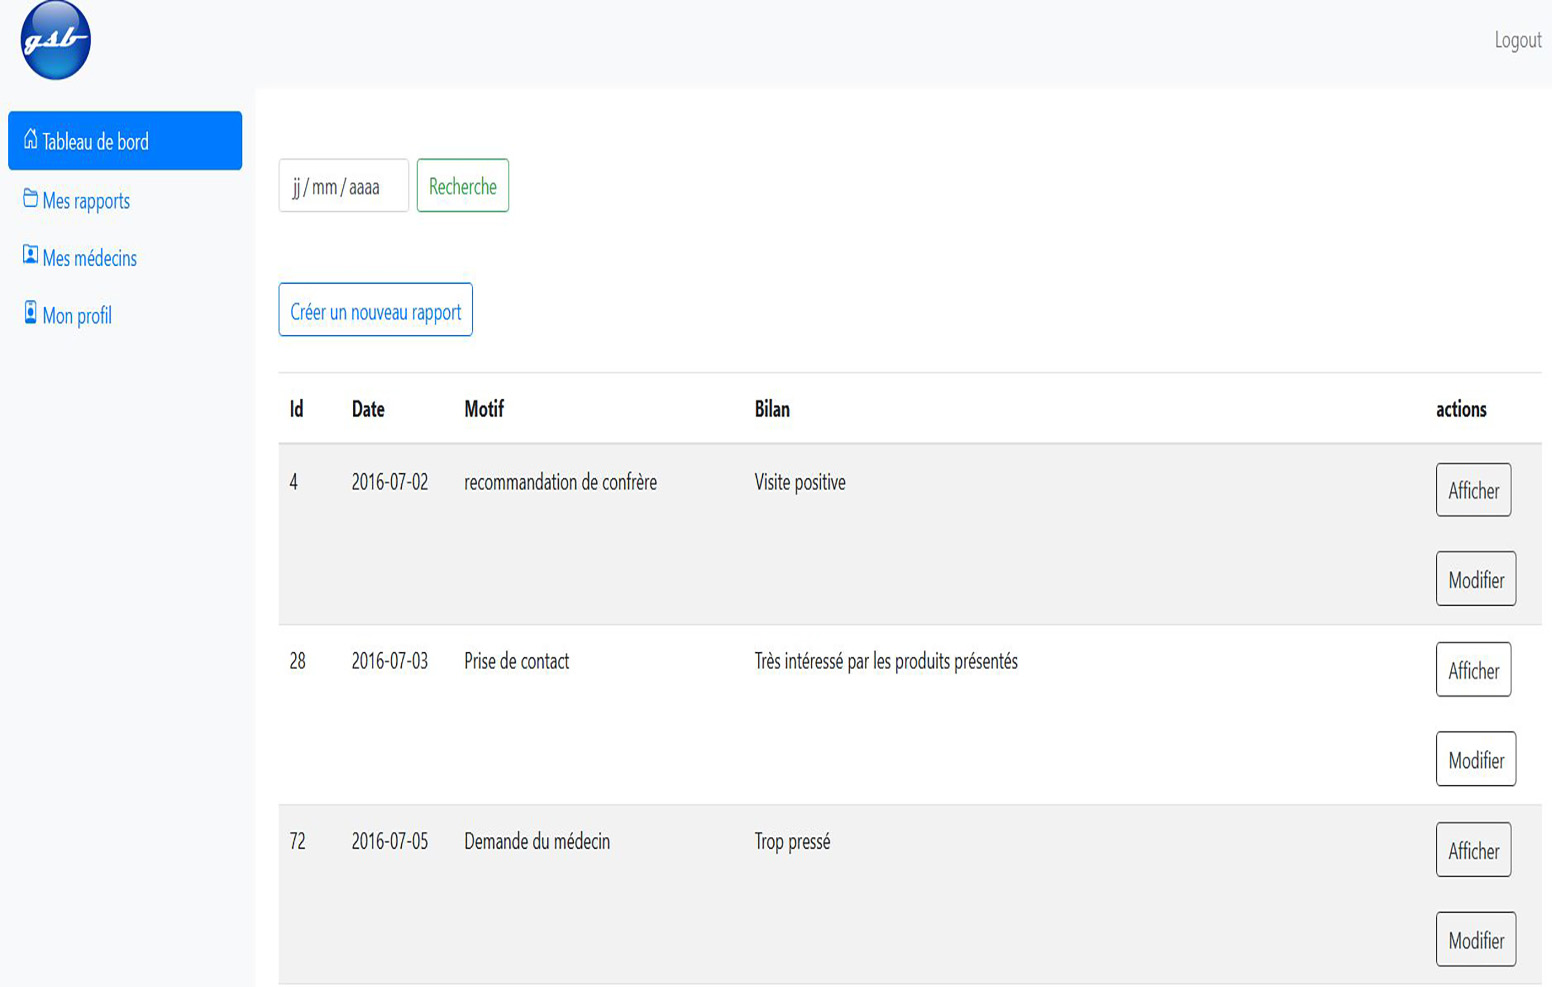 gsb
Logout
Tableau de bord
Mes rapports
Mes médecins
Mon profil
jj/mm/aaaa Recherche
Créer un nouveau rapport
Id Date Motif Bilan actions
4 2016-07-02 recommandation de confrère Visite positive Afficher
Modifier
28 2016-07-03 Prise de contact Très intéressé par les produits présentés Afficher
Modifier
72 2016-07-05 Demande du médecin Trop pressé Afficher
Modifier